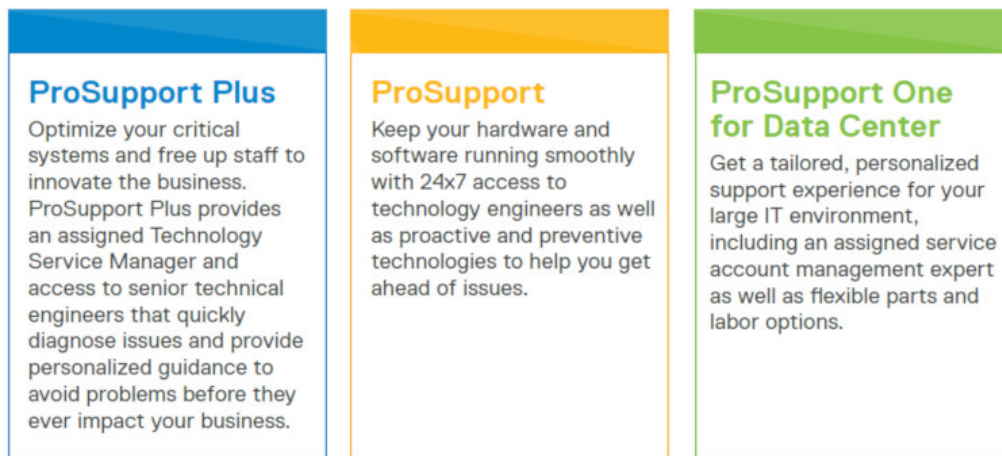 ProSupport Plus
Optimize your critical
systems and free up staff to
innovate the business.
ProSupport Plus provides
an assigned Technology
Service Manager and
access to senior technical
engineers that quickly
diagnose issues and provide
personalized guidance to
avoid problems before they
ever impact your business.
ProSupport
Keep your hardware and
software running smoothly
with 24x7 access to
technology engineers as well
as proactive and preventive
technologies to help you get
ahead of issues.
ProSupport One
for Data Center
Get a tailored, personalized
support experience for your
large IT environment,
including an assigned service
account management expert
as well as flexible parts and
labor options.